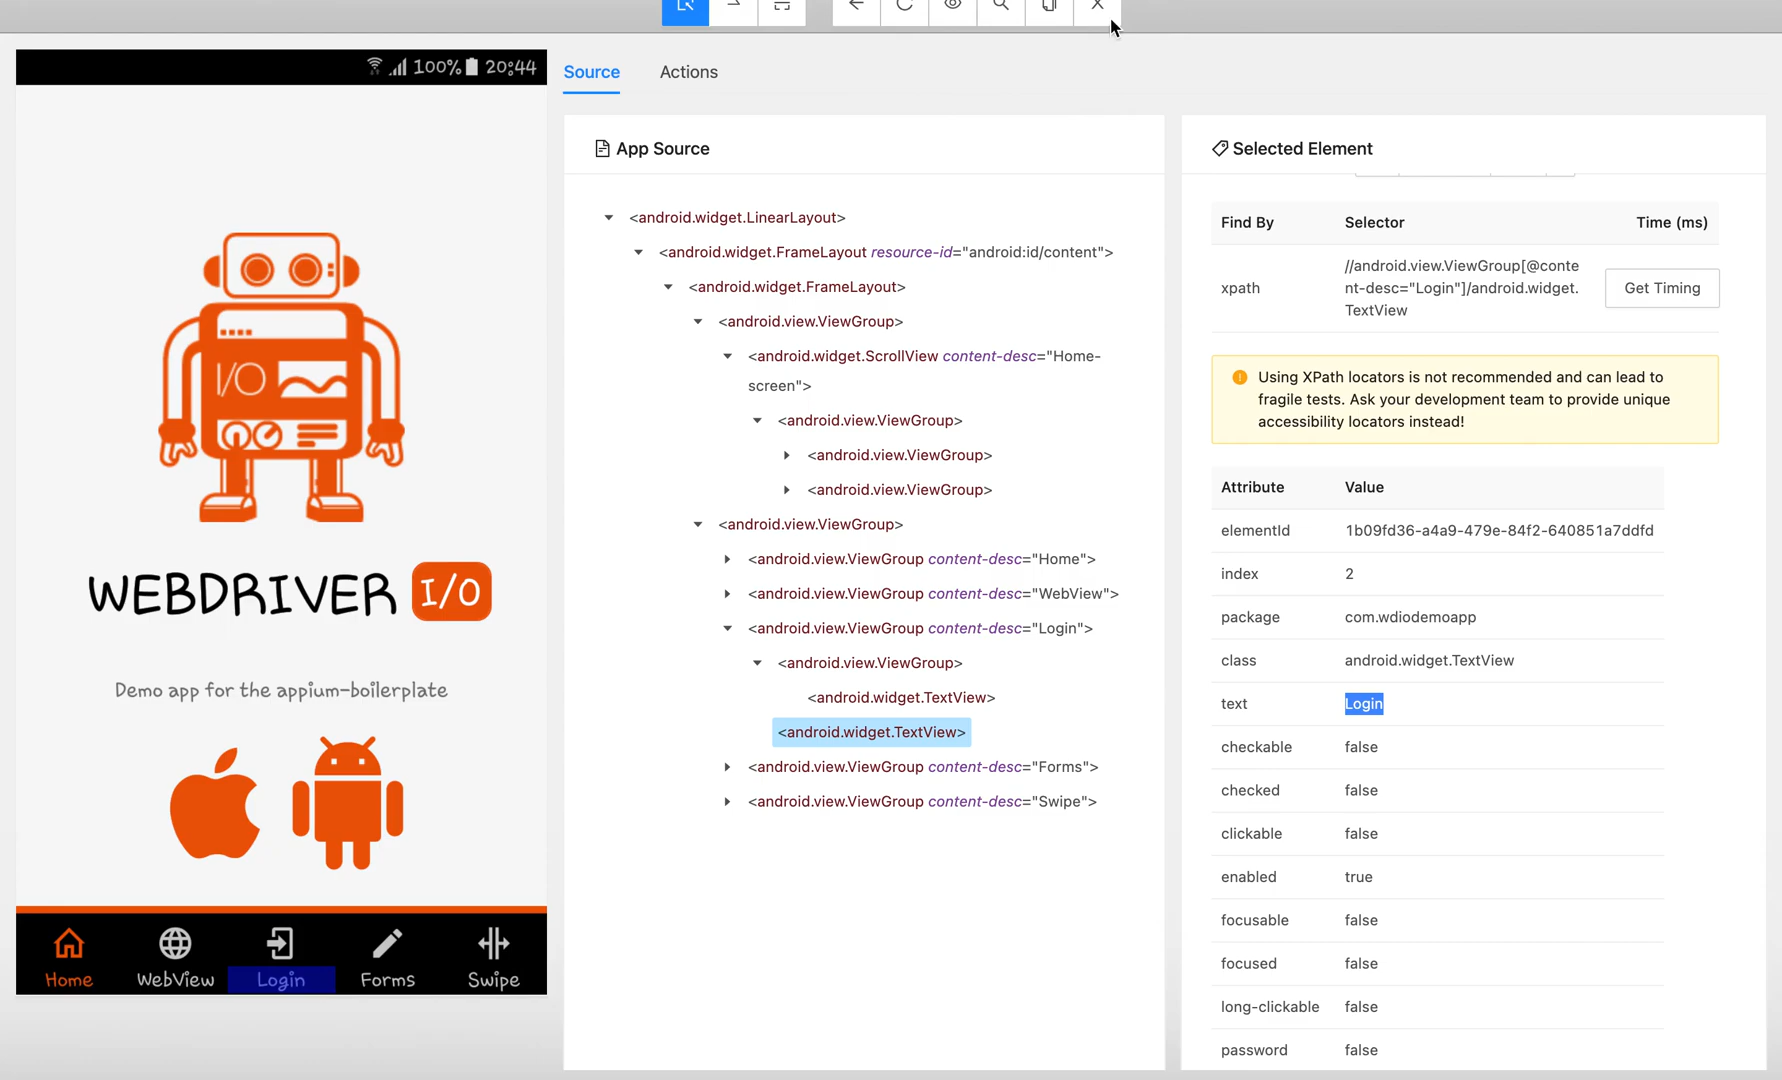 100% 20:44
I/O
WEBDRIVER I/O
Demo app for the appium-boilerplate
Home WebView Login Forms Swipe
Source Actions
App Source
<android.widget.LinearLayout>
<android.widget.FrameLayout resource-id="android:id/content">
<android.widget.FrameLayout>
<android.view.ViewGroup>
<android.widget.ScrollView content-desc="Home-
screen">
<android.view.ViewGroup>
<android.view.ViewGroup>
<android.view.ViewGroup>
<android.view.ViewGroup>
<android.view.ViewGroup content-desc="Home">
<android.view.ViewGroup content-desc="WebView">
<android.view.ViewGroup content-desc="Login">
<android.view.ViewGroup>
<android.widget.TextView>
<android.widget.TextView>
<android.view.ViewGroup content-desc="Forms">
<android.view.ViewGroup content-desc="Swipe">
Selected Element
Find By Selector Time (ms)
//android.view.ViewGroup[@conte
xpath nt-desc="Login"]/android.widget. Get Timing
TextView
Using XPath locators is not recommended and can lead to
fragile tests. Ask your development team to provide unique
accessibility locators instead!
Attribute Value
elementId 1b09fd36-a4a9-479e-84f2-640851a7ddfd
index 2
package com.wdiodemoapp
class android.widget.TextView
text Login
checkable false
checked false
clickable false
enabled true
focusable false
focused false
long-clickable false
password false